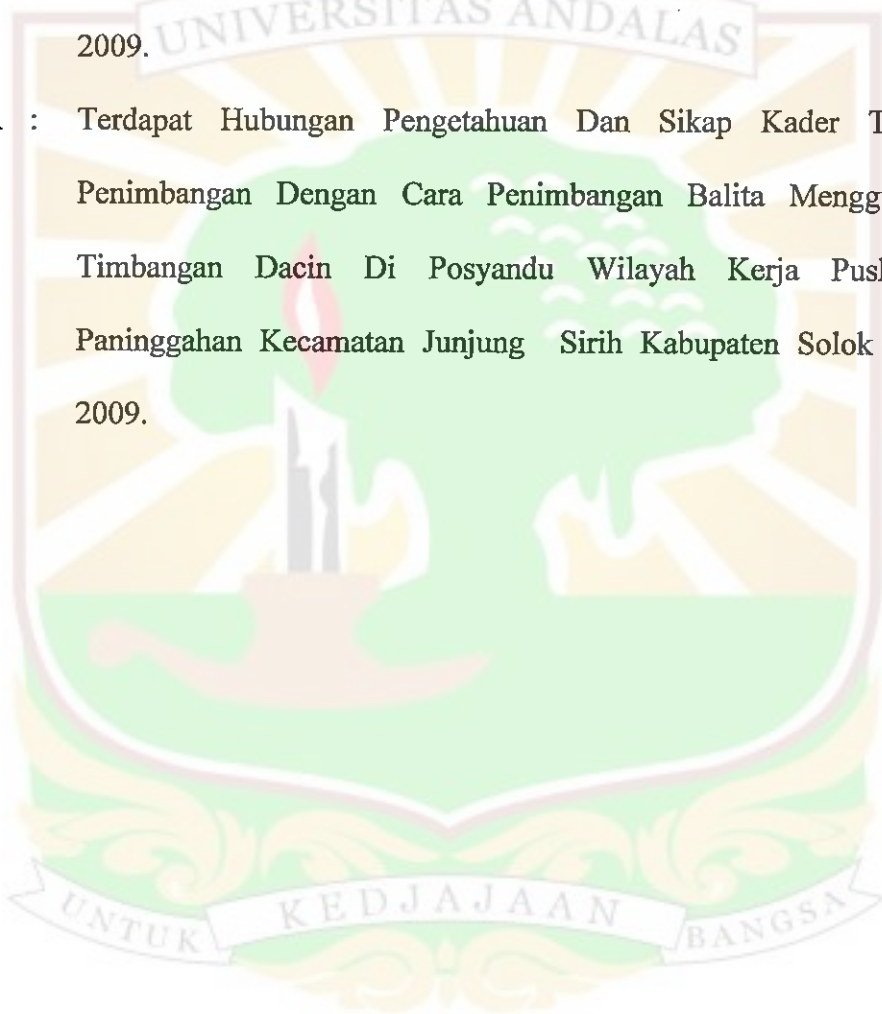 UNIVERSITAS ANDALAS
2009.
: Terdapat Hubungan Pengetahuan Dan Sikap Kader
Penimbangan Dengan Cara Penimbangan Balita
Timbangan Dacin Di Posyandu Wilayah Kerja
Paninggahan Kecamatan Junjung Sirih Kabupaten Solok
2009.
UNTUK KEDJAJAAN BANGSA